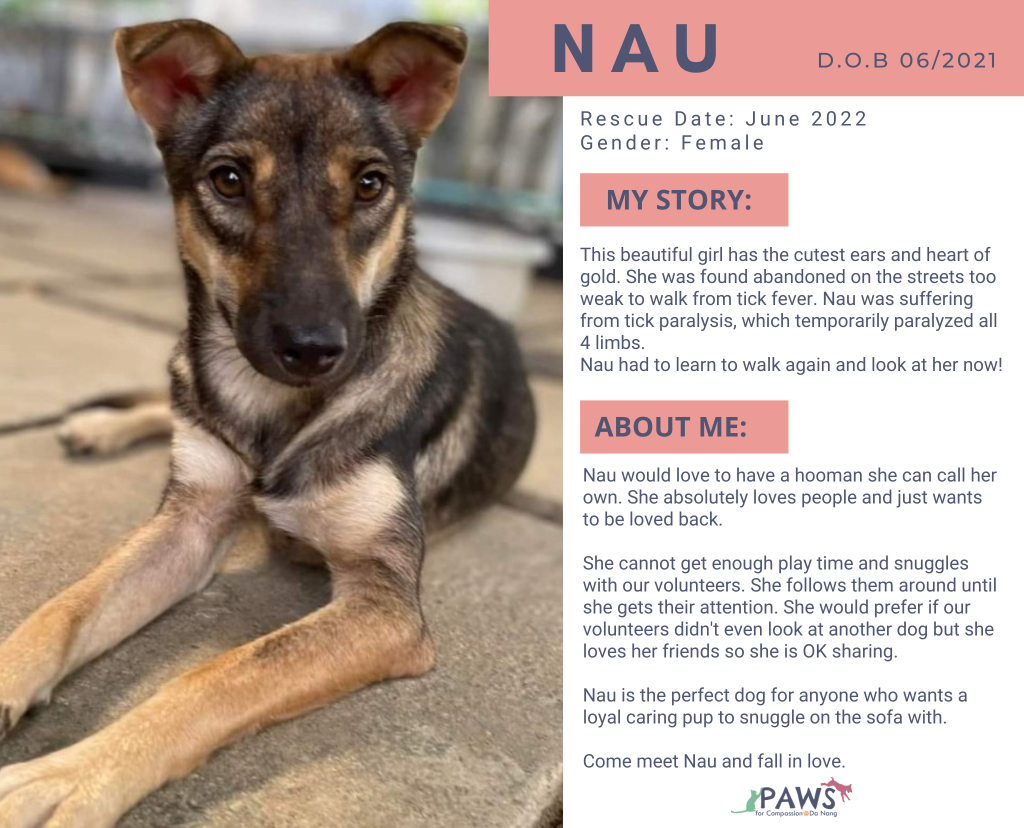 NAU
D.O.B 06/2021
Rescue Date: June 2022
Gender: Female
MY STORY:
This beautiful girl has the cutest ears and heart of
gold. She was found abandoned on the streets too
weak to walk from tick fever. Nau was suffering
from tick paralysis, which temporarily paralyzed all
4 limbs.
Nau had to learn to walk again and look at her now!
ABOUT ME:
Nau would love to have a hooman she can call her
own. She absolutely loves people and just wants
to be loved back.
She cannot get enough play time and snuggles
with our volunteers. She follows them around until
she gets their attention. She would prefer if our
volunteers didn't even look at another dog but she
loves her friends so she is OK sharing.
Nau is the perfect dog for anyone who wants a
loyal caring pup to snuggle on the sofa with.
Come meet Nau and fall in love.
PAWS
for Compassion Da Nang